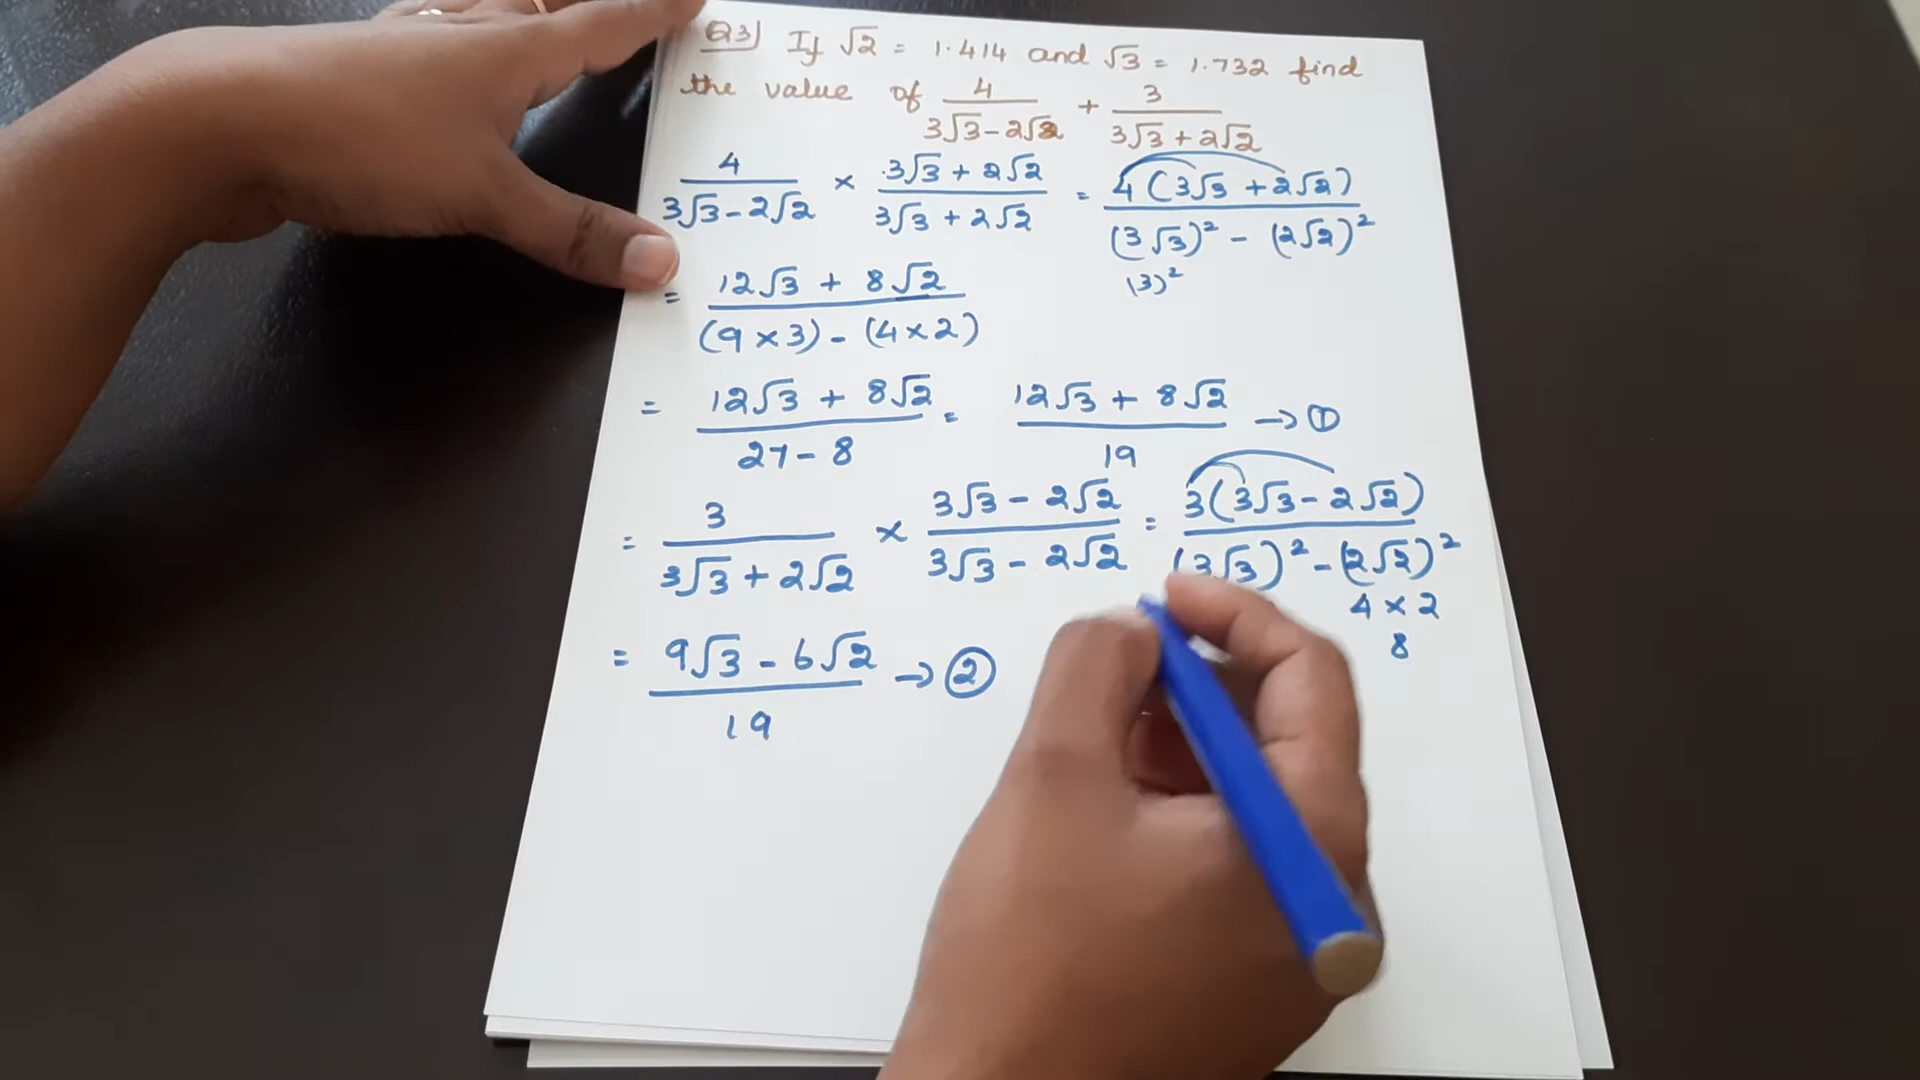 Q3) If √2 = 1.414 and √3 = 1.732 find
the value of 4/(3√3 - 2√2) + 3/(3√3 + 2√2)
4/(3√3 - 2√2) × (3√3 + 2√2)/(3√3 + 2√2) = 4(3√3 + 2√2)/((3√3)² - (2√2)²)
(3)²
= (12√3 + 8√2)/((9 × 3) - (4 × 2))
= (12√3 + 8√2)/(27 - 8) = (12√3 + 8√2)/19 → ①
= 3/(3√3 + 2√2) × (3√3 - 2√2)/(3√3 - 2√2) = 3(3√3 - 2√2)/((3√3)² - (2√2)²)
4 × 2
8
= (9√3 - 6√2)/19 → ②